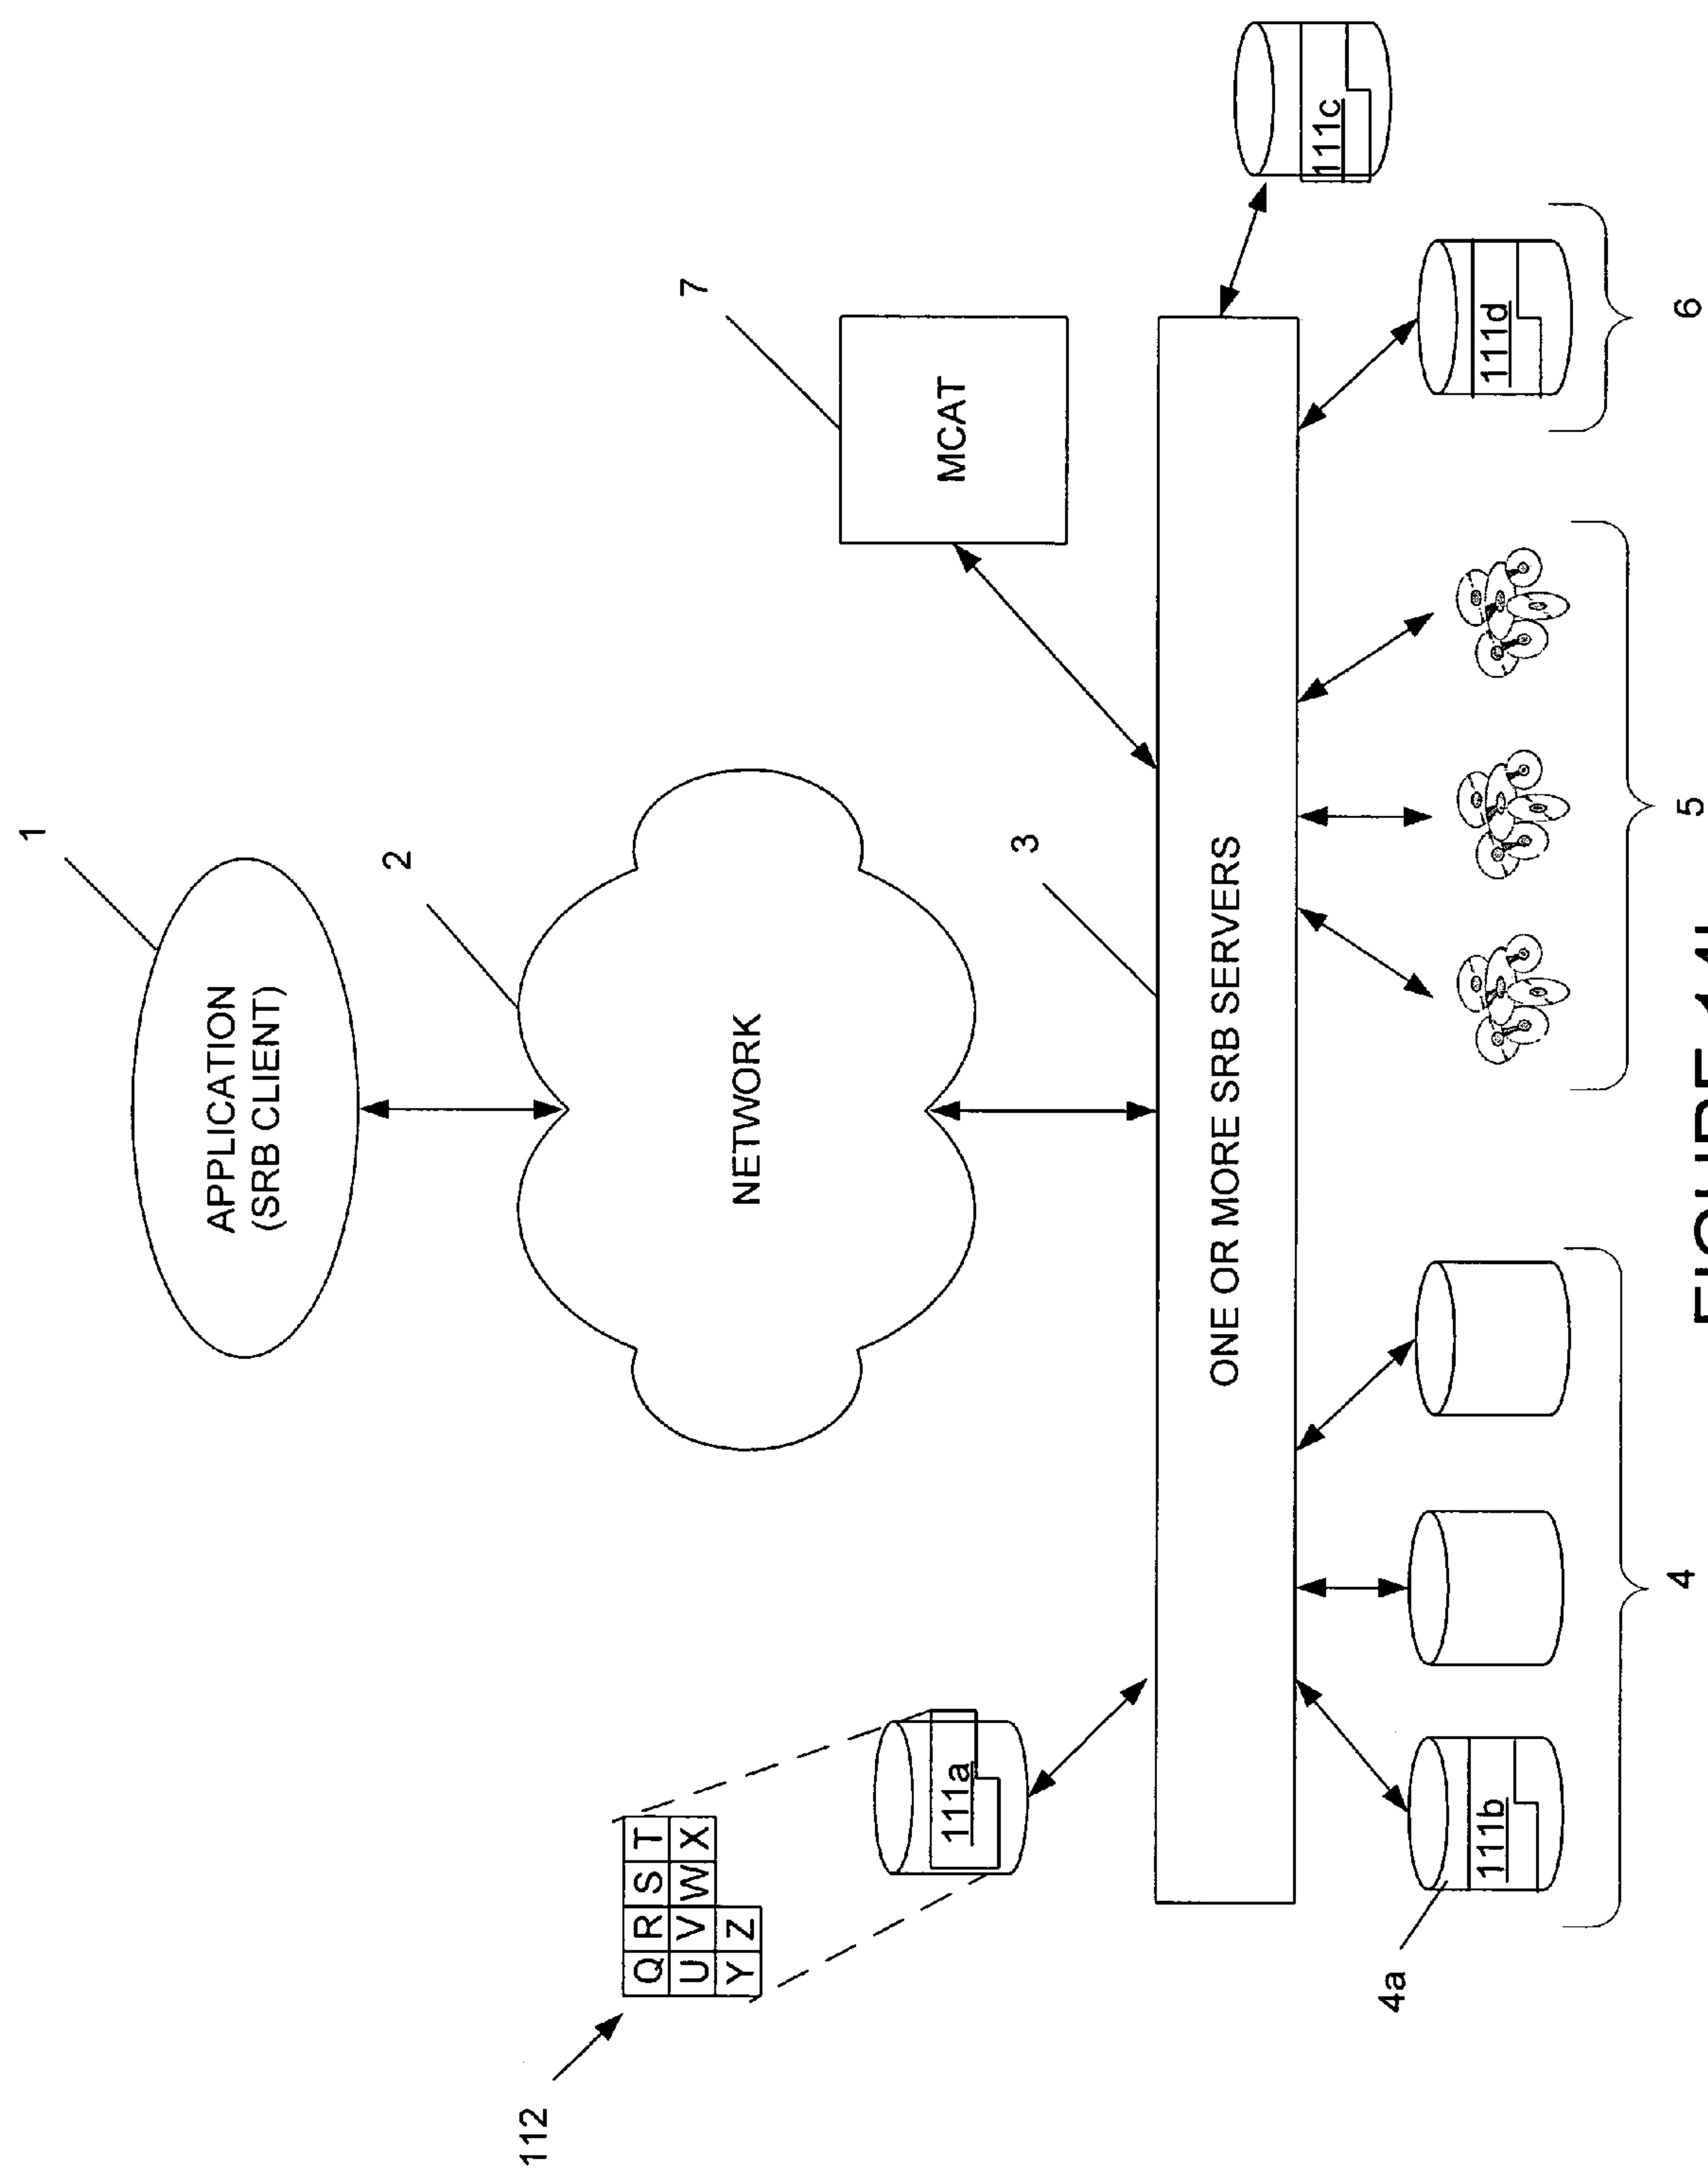 1
APPLICATION
(SRB CLIENT)
2
NETWORK
112
Q R S T
U V W X
Y Z
7
MCAT
111a
3
ONE OR MORE SRB SERVERS
111c
4a
111b
111d
4
5
6